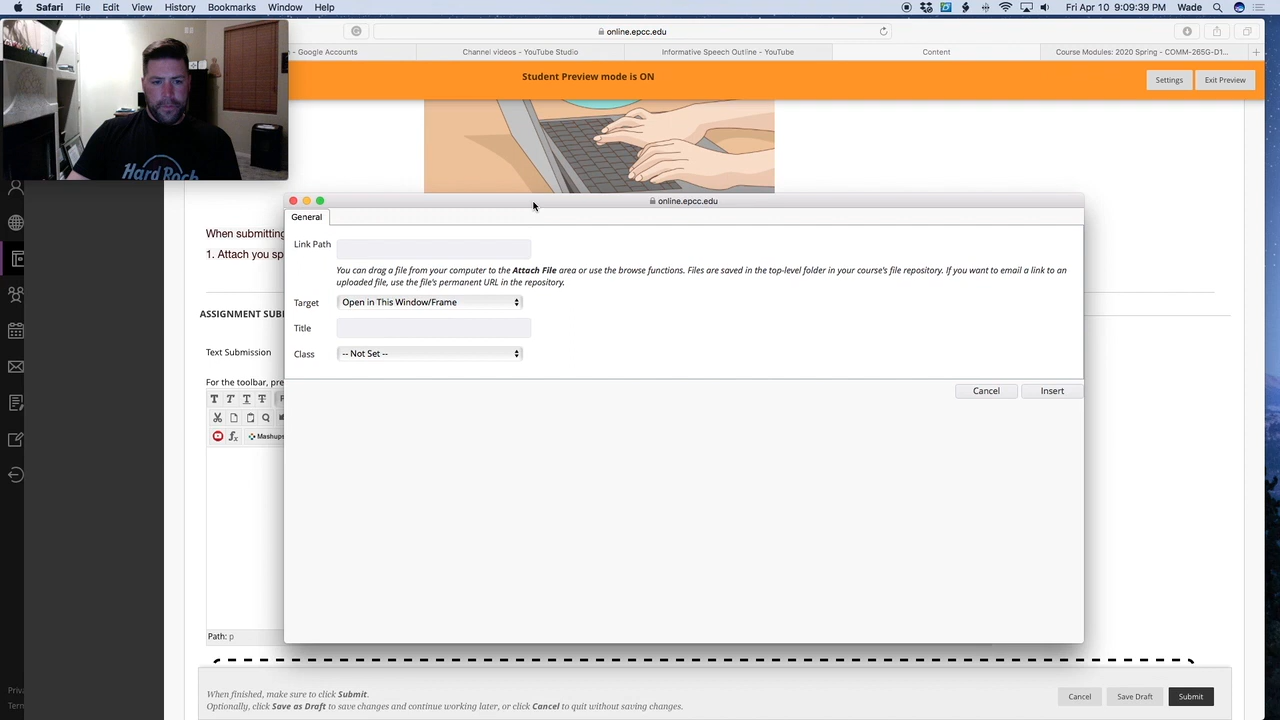 Safari File Edit View History Bookmarks Window Help
Fri Apr 10 9:09:39 PM Wade
online.epcc.edu
- Google Accounts
Channel videos - YouTube Studio
Informative Speech Outline - YouTube
Content
Course Modules: 2020 Spring - COMM-265G-D1...
Student Preview mode is ON
Settings
Exit Preview
HARD ROCK
online.epcc.edu
General
When submitting
1. Attach you sp
Link Path
You can drag a file from your computer to the Attach File area or use the browse functions. Files are saved in the top-level folder in your course's file repository. If you want to email a link to an
uploaded file, use the file's permanent URL in the repository.
Target Open in This Window/Frame
Title
Class -- Not Set --
Cancel
Insert
ASSIGNMENT SUB
Text Submission
For the toolbar, pre
T T T T
Mashups
Path: p
When finished, make sure to click Submit.
Optionally, click Save as Draft to save changes and continue working later, or click Cancel to quit without saving changes.
Cancel
Save Draft
Submit
Priva
Tern